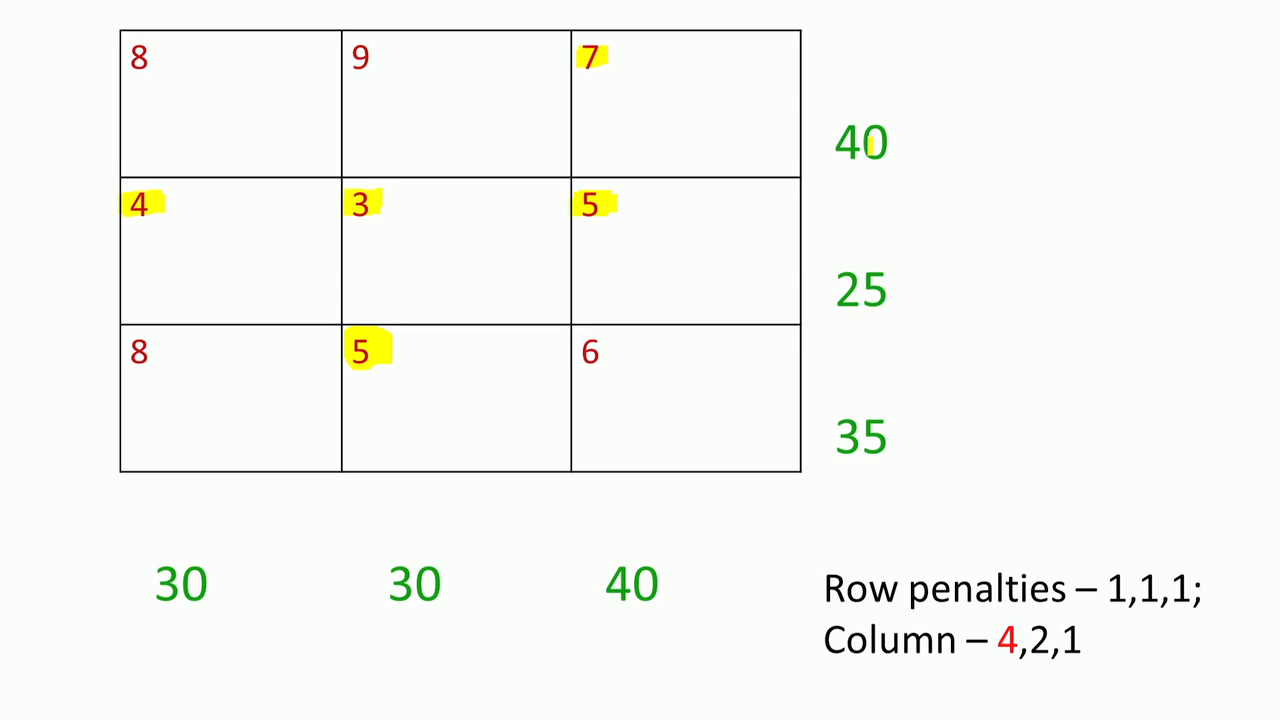 8 9 7
40
4 3 5
25
8 5 6
35
30 30 40
Row penalties – 1,1,1;
Column – 4,2,1